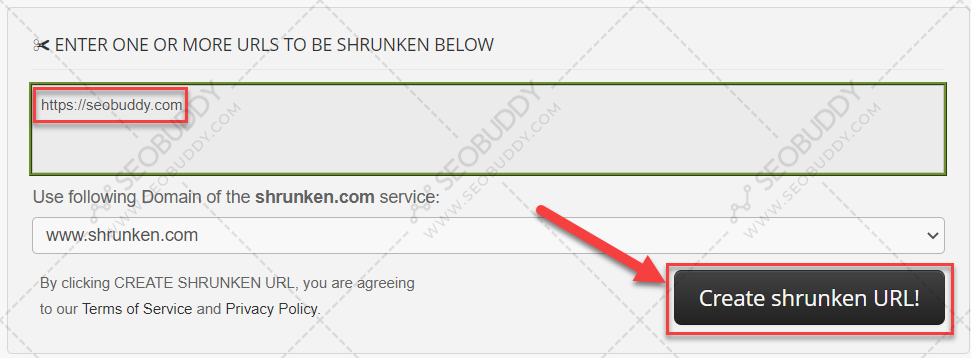 ENTER ONE OR MORE URLS TO BE SHRUNKEN BELOW
https://seobuddy.com
Use following Domain of the shrunken.com service:
www.shrunken.com
By clicking CREATE SHRUNKEN URL, you are agreeing
to our Terms of Service and Privacy Policy.
Create shrunken URL!
SEOBUDDY
WWW.SEOBUDDY.COM
SEOBUDDY
WWW.SEOBUDDY.COM
SEOBUDDY
WWW.SEOBUDDY.COM